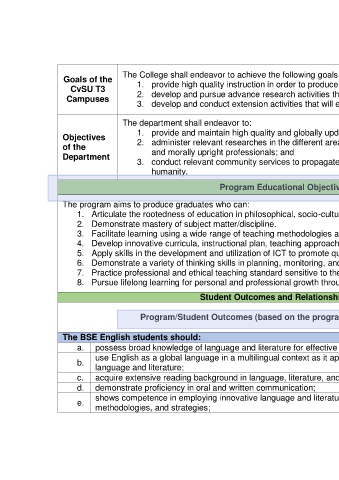 Goals of the
CvSU T3
Campuses
The College shall endeavor to achieve the following goals
1. provide high quality instruction in order to produce
2. develop and pursue advance research activities th
3. develop and conduct extension activities that will e
Objectives
of the
Department
The department shall endeavor to:
1. provide and maintain high quality and globally upd
2. administer relevant researches in the different area
and morally upright professionals; and
3. conduct relevant community services to propagate
humanity.
Program Educational Objectiv
The program aims to produce graduates who can:
1. Articulate the rootedness of education in philosophical, socio-cultu
2. Demonstrate mastery of subject matter/discipline.
3. Facilitate learning using a wide range of teaching methodologies a
4. Develop innovative curricula, instructional plan, teaching approach
5. Apply skills in the development and utilization of ICT to promote qu
6. Demonstrate a variety of thinking skills in planning, monitoring, an
7. Practice professional and ethical teaching standard sensitive to the
8. Pursue lifelong learning for personal and professional growth throu
Student Outcomes and Relationshi
Program/Student Outcomes (based on the progra
The BSE English students should:
a. possess broad knowledge of language and literature for effective
b. use English as a global language in a multilingual context as it ap
language and literature;
c. acquire extensive reading background in language, literature, and
d. demonstrate proficiency in oral and written communication;
e. shows competence in employing innovative language and literatu
methodologies, and strategies;